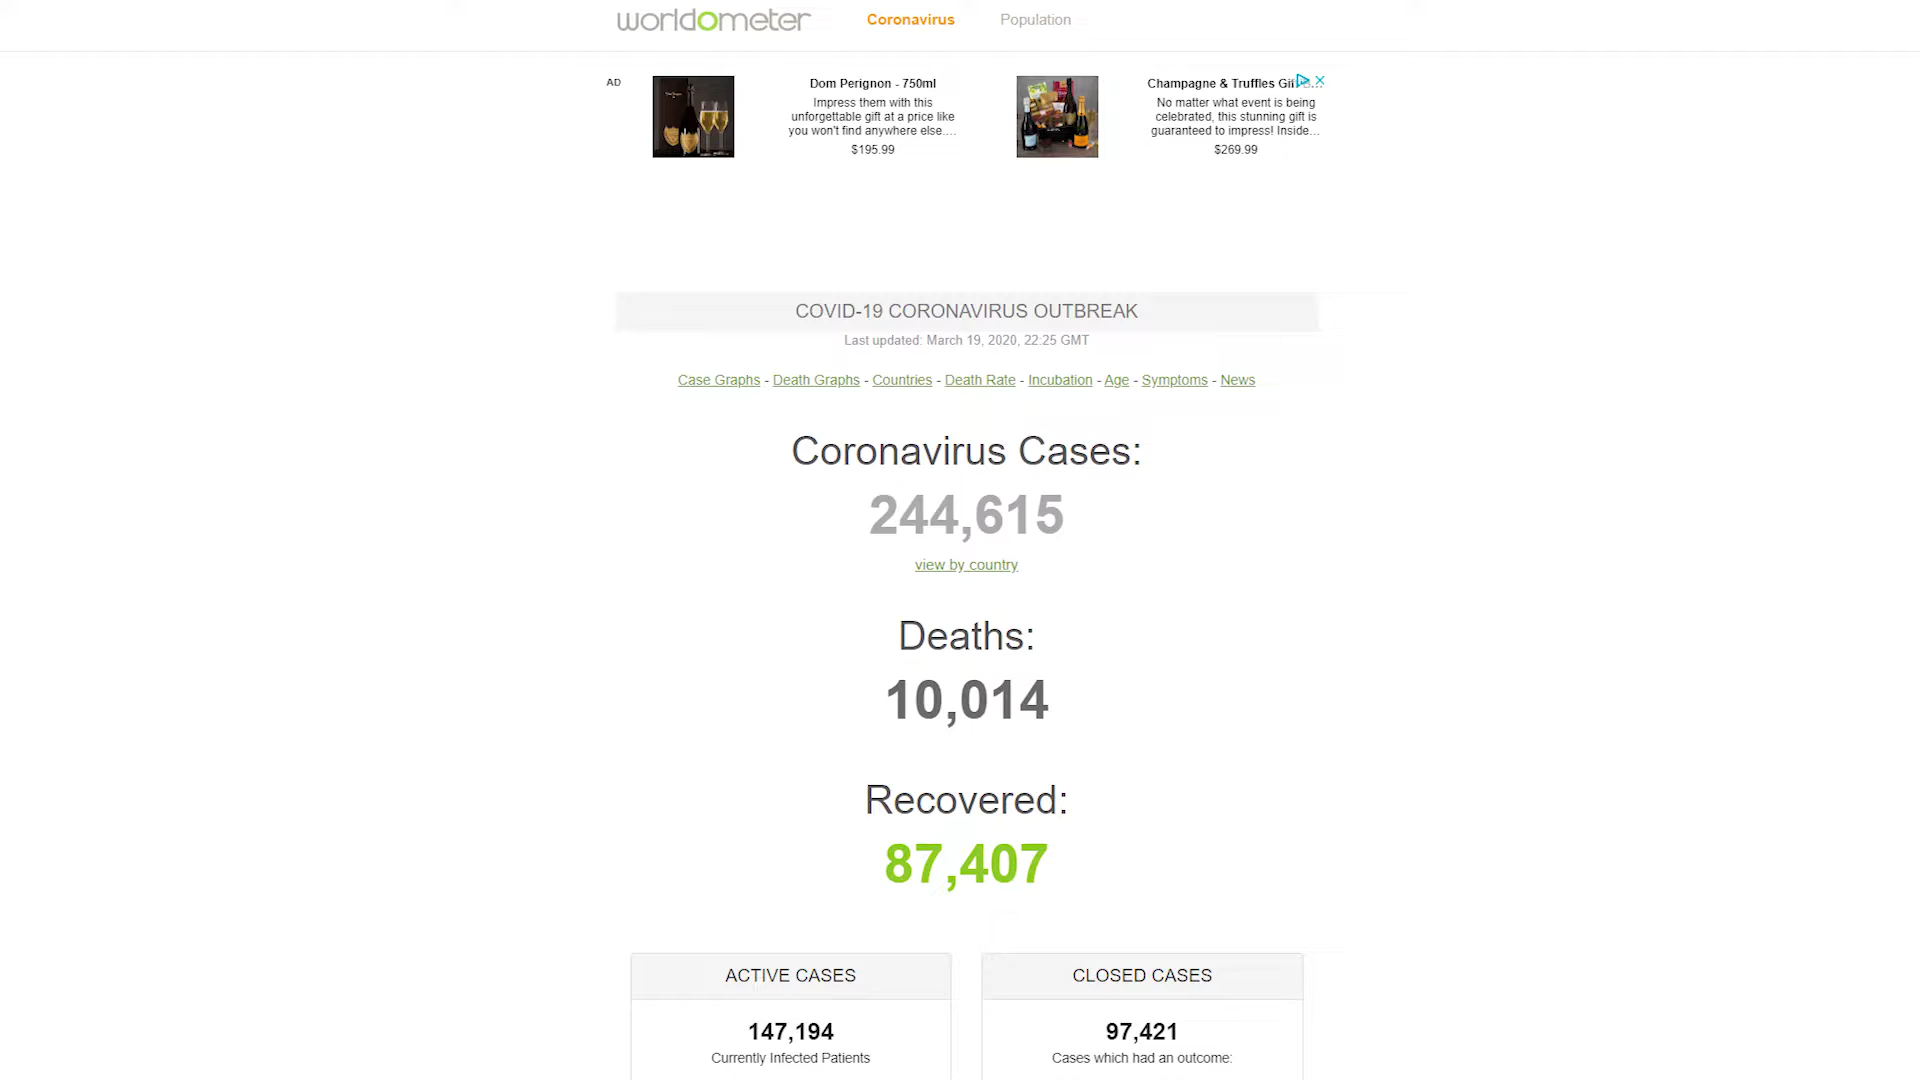 worldometer Coronavirus Population
AD
Dom Perignon - 750ml
Impress them with this
unforgettable gift at a price like
you won't find anywhere else....
$195.99
Champagne & Truffles Gift
No matter what event is being
celebrated, this stunning gift is
guaranteed to impress! Inside...
$269.99
COVID-19 CORONAVIRUS OUTBREAK
Last updated: March 19, 2020, 22:25 GMT
Case Graphs - Death Graphs - Countries - Death Rate - Incubation - Age - Symptoms - News
Coronavirus Cases:
244,615
view by country
Deaths:
10,014
Recovered:
87,407
ACTIVE CASES
147,194
Currently Infected Patients
CLOSED CASES
97,421
Cases which had an outcome: